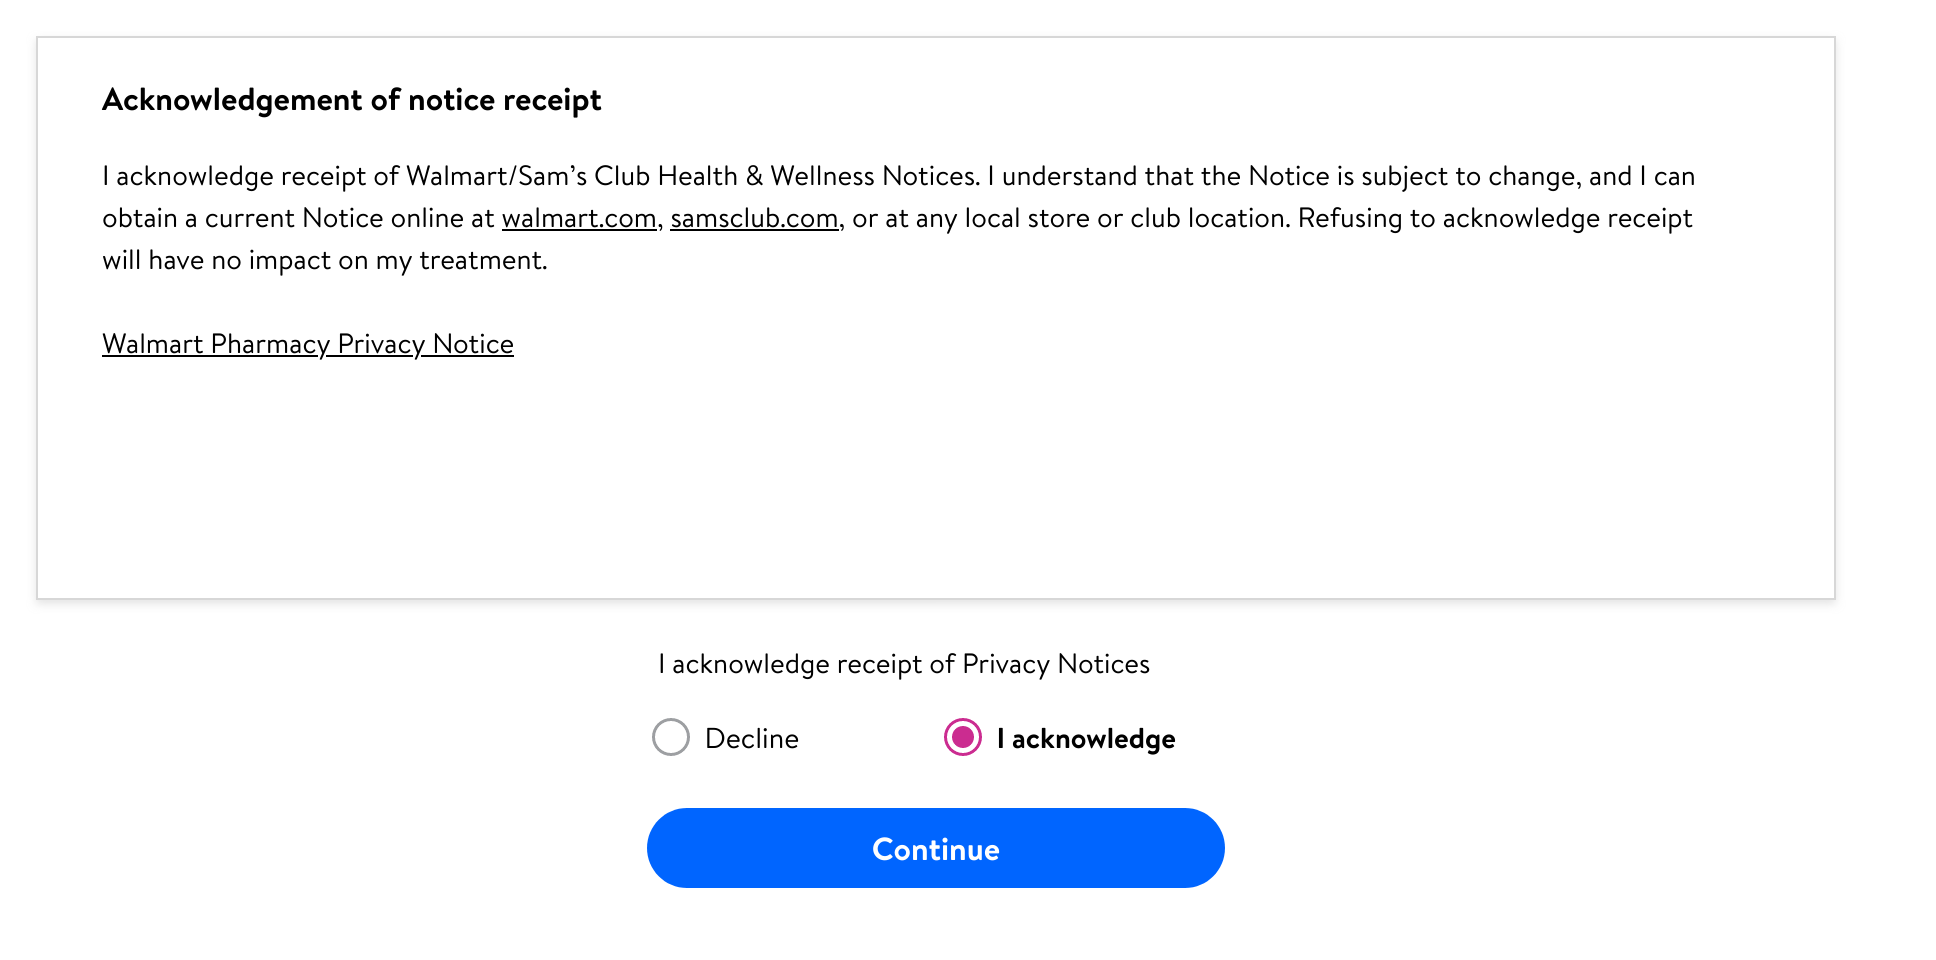 Acknowledgement of notice receipt
I acknowledge receipt of Walmart/Sam’s Club Health & Wellness Notices. I understand that the Notice is subject to change, and I can
obtain a current Notice online at walmart.com, samsclub.com, or at any local store or club location. Refusing to acknowledge receipt
will have no impact on my treatment.
Walmart Pharmacy Privacy Notice
I acknowledge receipt of Privacy Notices
Decline I acknowledge
Continue